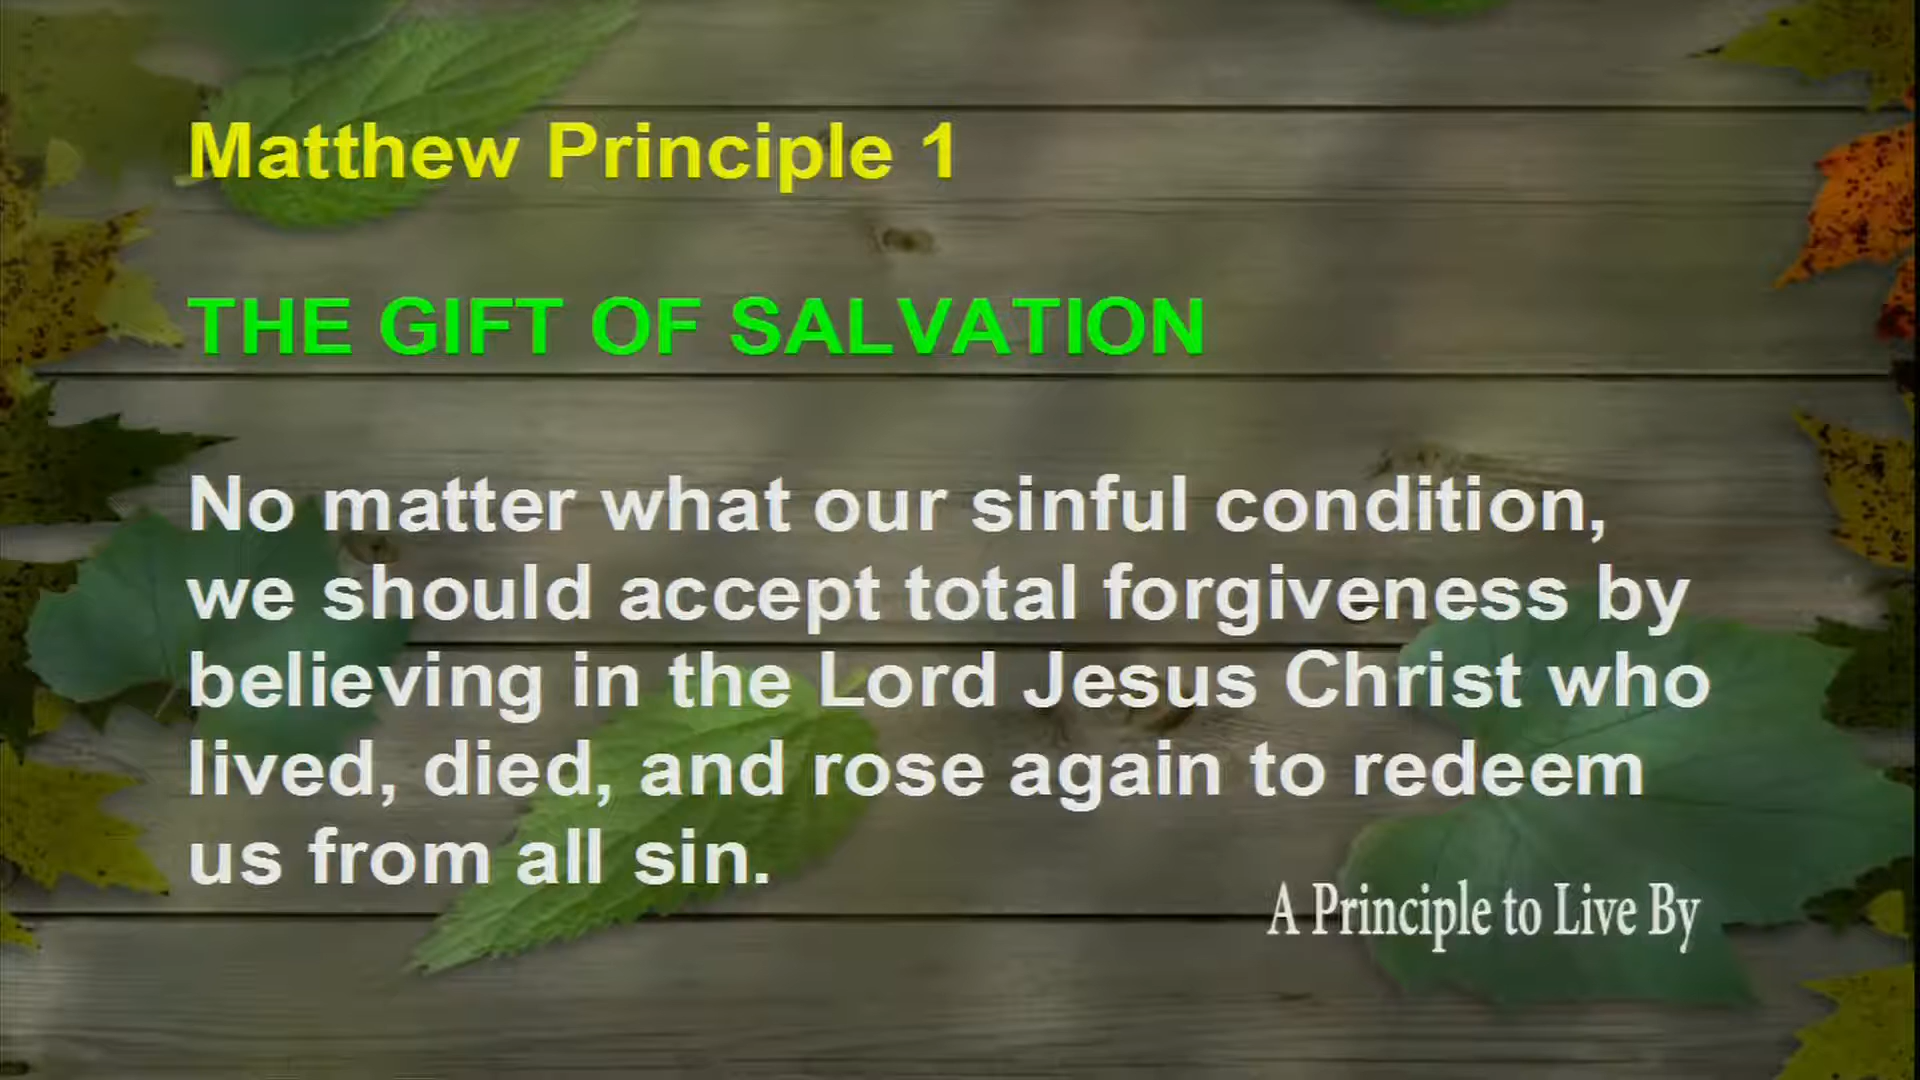 Matthew Principle 1
THE GIFT OF SALVATION
No matter what our sinful condition,
we should accept total forgiveness by
believing in the Lord Jesus Christ who
lived, died, and rose again to redeem
us from all sin.
A Principle to Live By